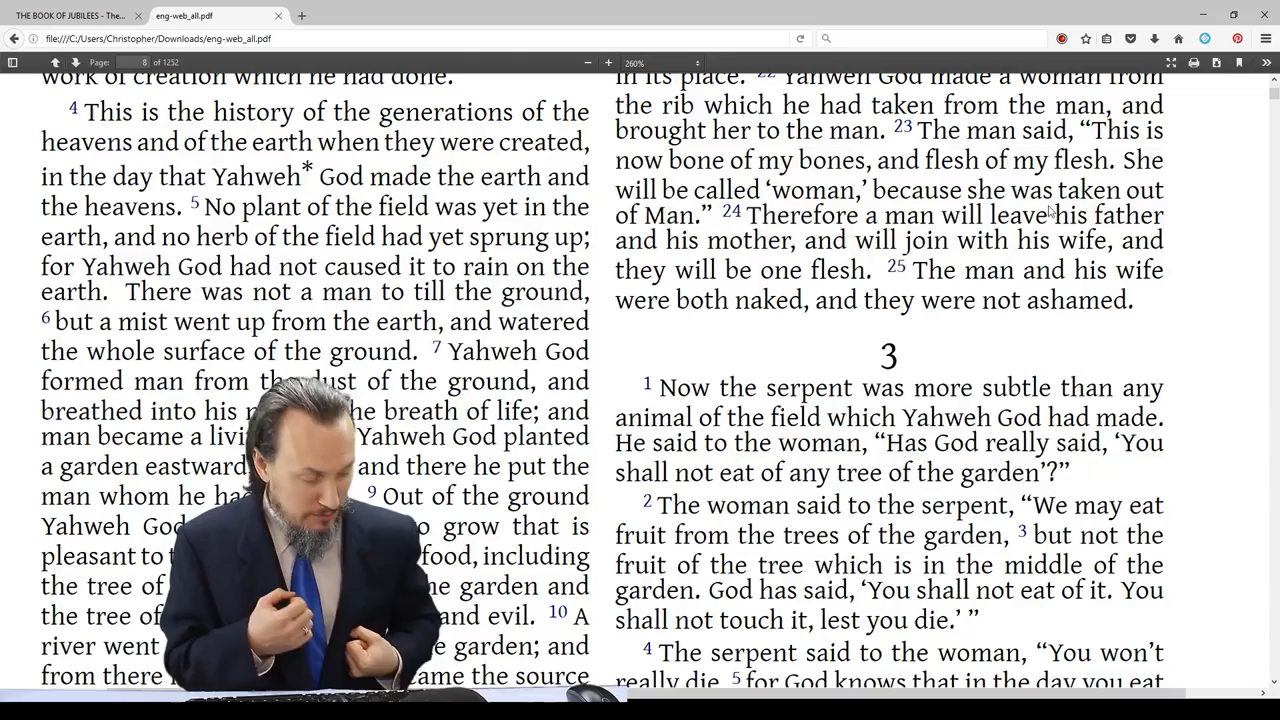 THE BOOK OF JUBILEES - The...
eng-web_all.pdf
file:///C:/Users/Christopher/Downloads/eng-web_all.pdf
Page: 8 of 1252
260%
work of creation which he had done.
4 This is the history of the generations of the
heavens and of the earth when they were created,
in the day that Yahweh* God made the earth and
the heavens. 5 No plant of the field was yet in the
earth, and no herb of the field had yet sprung up;
for Yahweh God had not caused it to rain on the
earth. There was not a man to till the ground,
6 but a mist went up from the earth, and watered
the whole surface of the ground. 7 Yahweh God
formed man from the dust of the ground, and
breathed into his the breath of life; and
man became a Yahweh God planted
a garden eastward and there he put the
man whom he 9 Out of the ground
Yahweh God to grow that is
pleasant to food, including
the tree of the garden and
the tree of and evil. 10 A
river went garden; and
from there the source
in its place. 22 Yahweh God made a woman from
the rib which he had taken from the man, and
brought her to the man. 23 The man said, “This is
now bone of my bones, and flesh of my flesh. She
will be called ‘woman,’ because she was taken out
of Man.” 24 Therefore a man will leave his father
and his mother, and will join with his wife, and
they will be one flesh. 25 The man and his wife
were both naked, and they were not ashamed.
3
1 Now the serpent was more subtle than any
animal of the field which Yahweh God had made.
He said to the woman, “Has God really said, ‘You
shall not eat of any tree of the garden’?”
2 The woman said to the serpent, “We may eat
fruit from the trees of the garden, 3 but not the
fruit of the tree which is in the middle of the
garden. God has said, ‘You shall not eat of it. You
shall not touch it, lest you die.’ ”
4 The serpent said to the woman, “You won’t
really die, 5 for God knows that in the day you eat